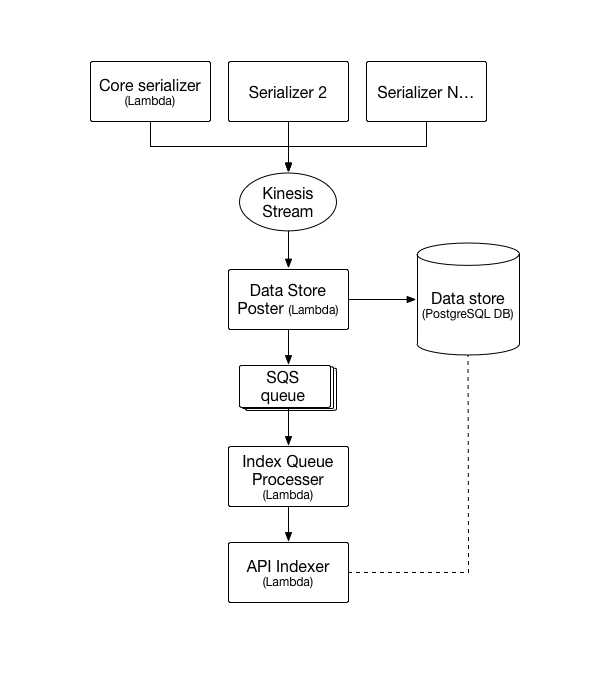 Core serializer
(Lambda)
Serializer 2
Serializer N...
Kinesis
Stream
Data Store
Poster (Lambda)
Data store
(PostgreSQL DB)
SQS
queue
Index Queue
Processer
(Lambda)
API Indexer
(Lambda)